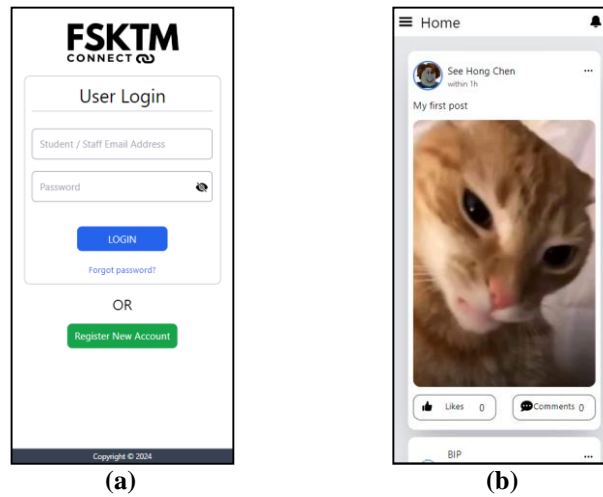 FSKTM
CONNECT
User Login
Student / Staff Email Address
Password
LOGIN
Forgot password?
OR
Register New Account
Copyright © 2024
(a)
Home
See Hong Chen
within 1h
My first post
Likes 0
Comments 0
BIP
(b)